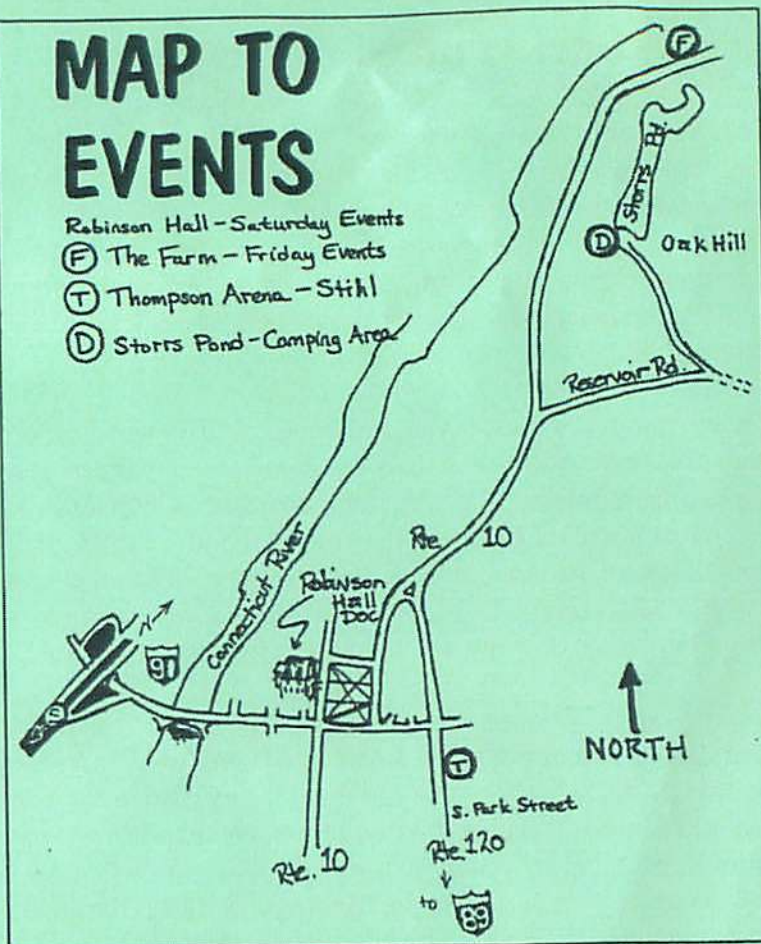 MAP TO
EVENTS
Robinson Hall - Saturday Events
F The Farm - Friday Events
T Thompson Arena - Stihl
D Storrs Pond - Camping Area
F
Storrs Pd.
D
Oak Hill
Reservoir Rd.
Rte. 10
Connecticut River
Robinson
Hall
DOC
N
91
S
NORTH
T
S. Park Street
Rte. 10
Rte. 120
to 89